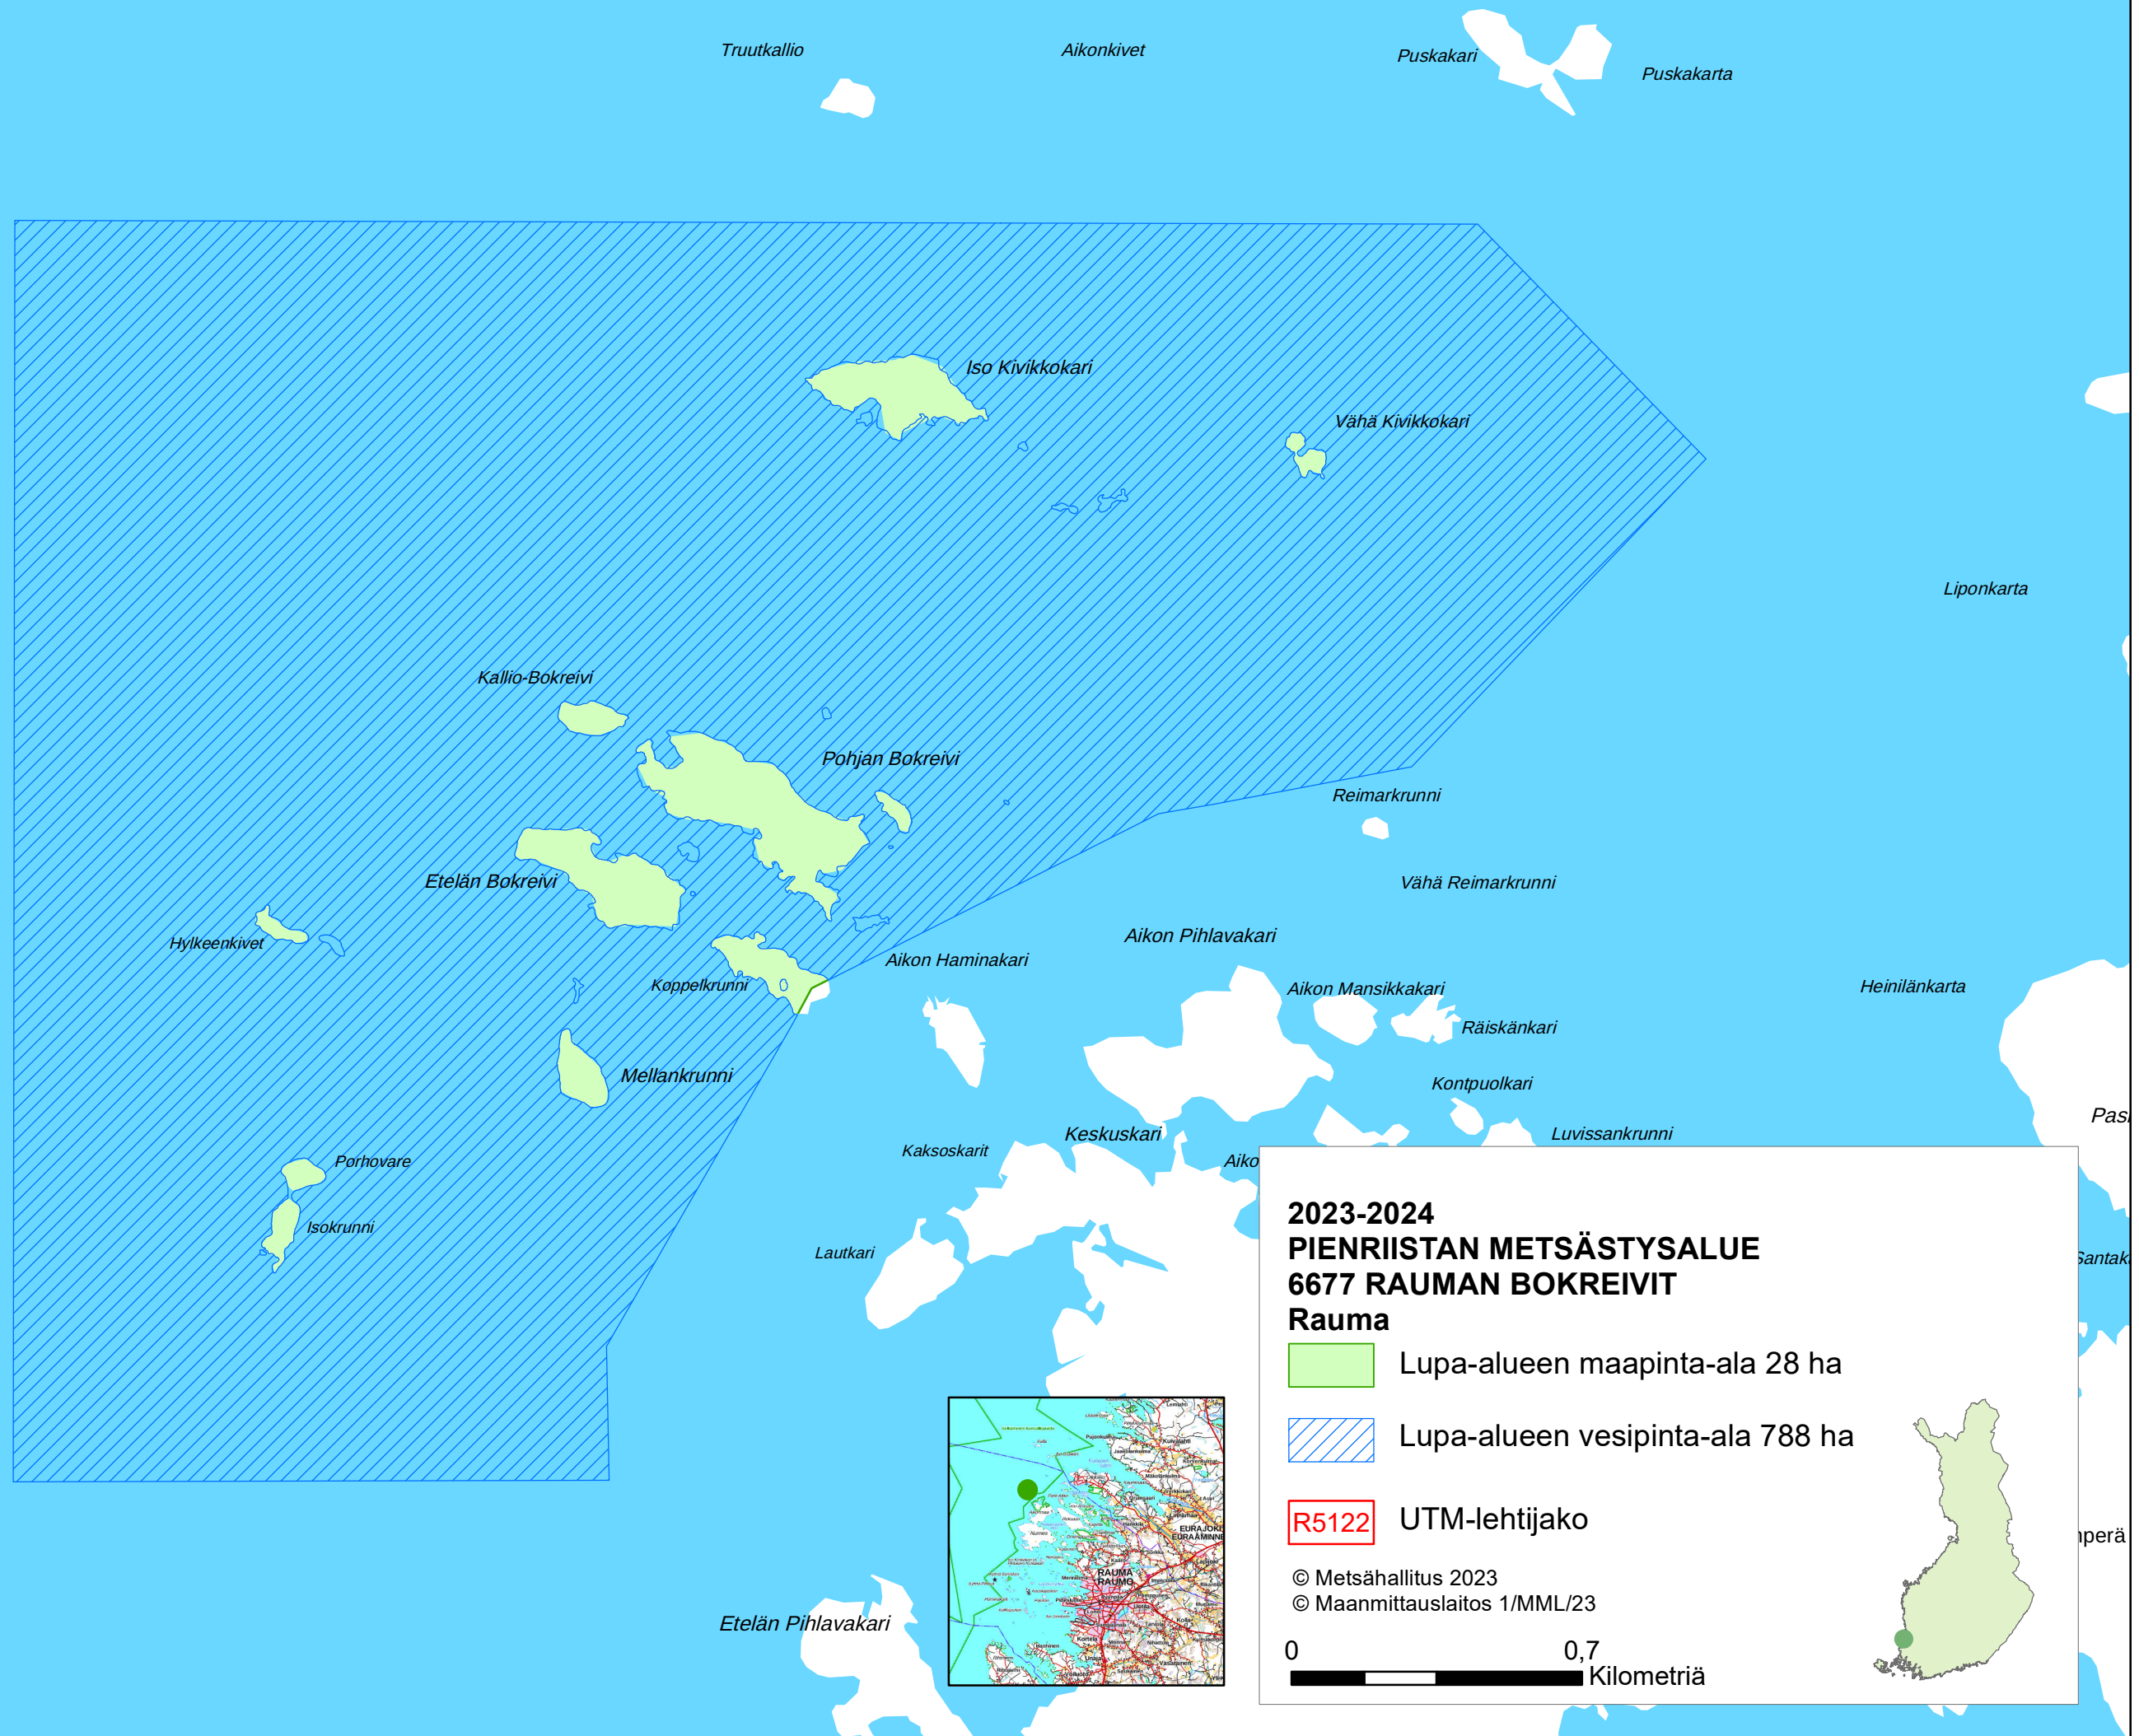 Truutkallio
Aikonkivet
Puskakari
Puskakarta
Iso Kivikkokari
Vähä Kivikkokari
Liponkarta
Kallio-Bokreivi
Pohjan Bokreivi
Reimarkrunni
Etelän Bokreivi
Vähä Reimarkrunni
Hylkeenkivet
Aikon Pihlavakari
Aikon Haminakari
Koppelkrunni
Aikon Mansikkakari
Heinilänkarta
Räiskänkari
Mellankrunni
Kontpuolkari
Keskuskari
Luvissankrunni
Kaksoskarit
Porhovare
Isokrunni
Lautkari
Etelän Pihlavakari
2023-2024
PIENRIISTAN METSÄSTYSALUE
6677 RAUMAN BOKREIVIT
Rauma
Lupa-alueen maapinta-ala 28 ha
Lupa-alueen vesipinta-ala 788 ha
R5122 UTM-lehtijako
© Metsähallitus 2023
© Maanmittauslaitos 1/MML/23
0 0,7
Kilometriä
EURAJOKI
RAUMA
RAUMO